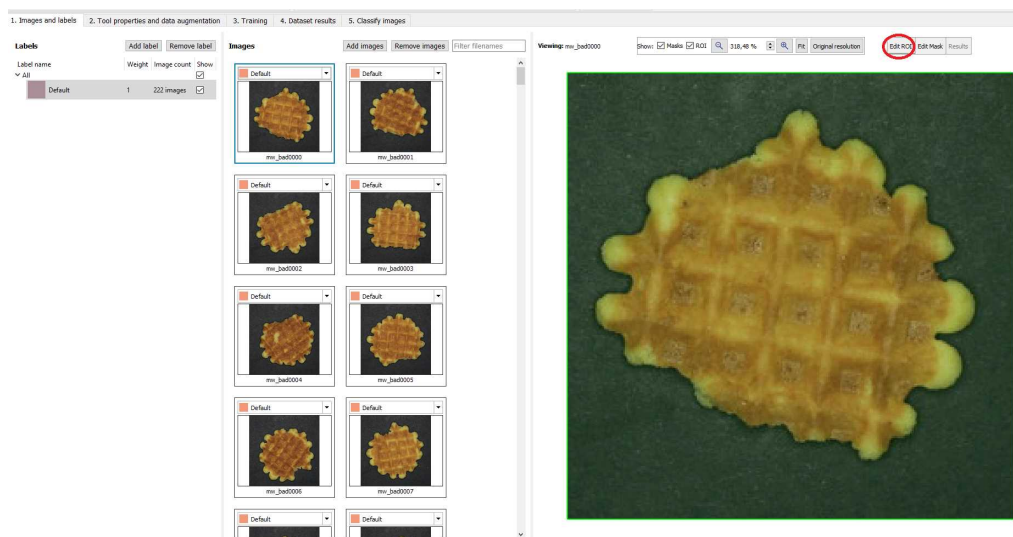 1. Images and labels 2. Tool properties and data augmentation 3. Training 4. Dataset results 5. Classify images
Labels Add label Remove label
Label name Weight Image count Show
All
Default 1 222 images
Images Add images Remove images Filter filenames
Default Default
mw_bad0000 mw_bad0001
Default Default
mw_bad0002 mw_bad0003
Default Default
mw_bad0004 mw_bad0005
Default Default
mw_bad0006 mw_bad0007
Default Default
Viewing: mw_bad0000 Show: Masks ROI 318,48 % Fit Original resolution Edit ROI Edit Mask Results